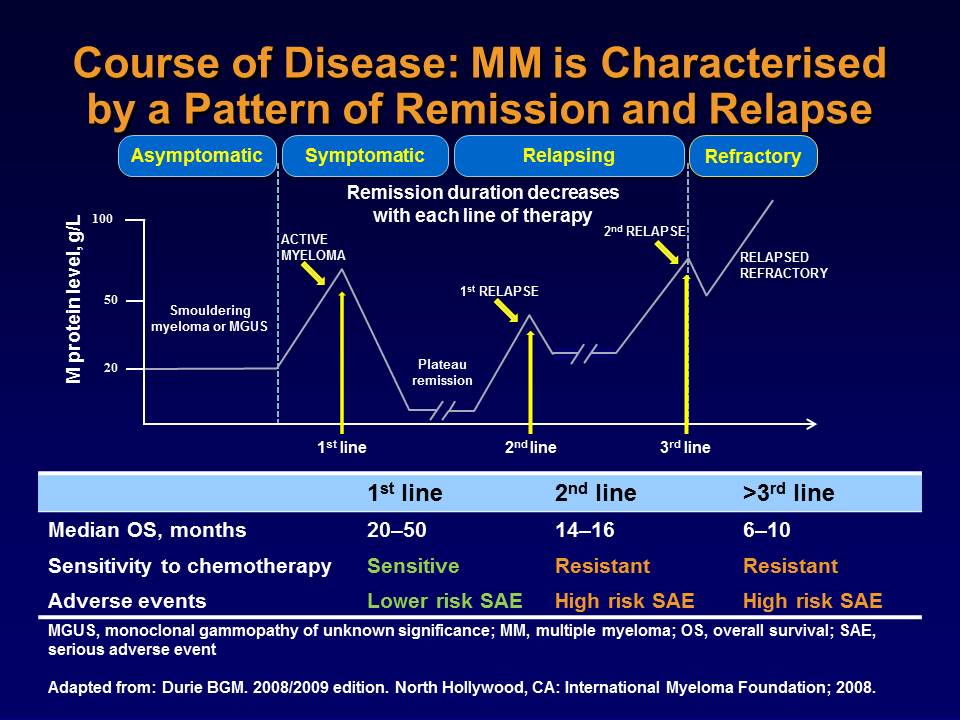 Course of Disease: MM is Characterised
by a Pattern of Remission and Relapse
Asymptomatic
Symptomatic
Relapsing
Refractory
Remission duration decreases
with each line of therapy
M protein level, g/L
100
50
20
Smouldering
myeloma or MGUS
ACTIVE
MYELOMA
Plateau
remission
1st RELAPSE
2nd RELAPSE
RELAPSED
REFRACTORY
1st line
2nd line
3rd line
1st line 2nd line >3rd line
Median OS, months 20–50 14–16 6–10
Sensitivity to chemotherapy Sensitive Resistant Resistant
Adverse events Lower risk SAE High risk SAE High risk SAE
MGUS, monoclonal gammopathy of unknown significance; MM, multiple myeloma; OS, overall survival; SAE,
serious adverse event
Adapted from: Durie BGM. 2008/2009 edition. North Hollywood, CA: International Myeloma Foundation; 2008.